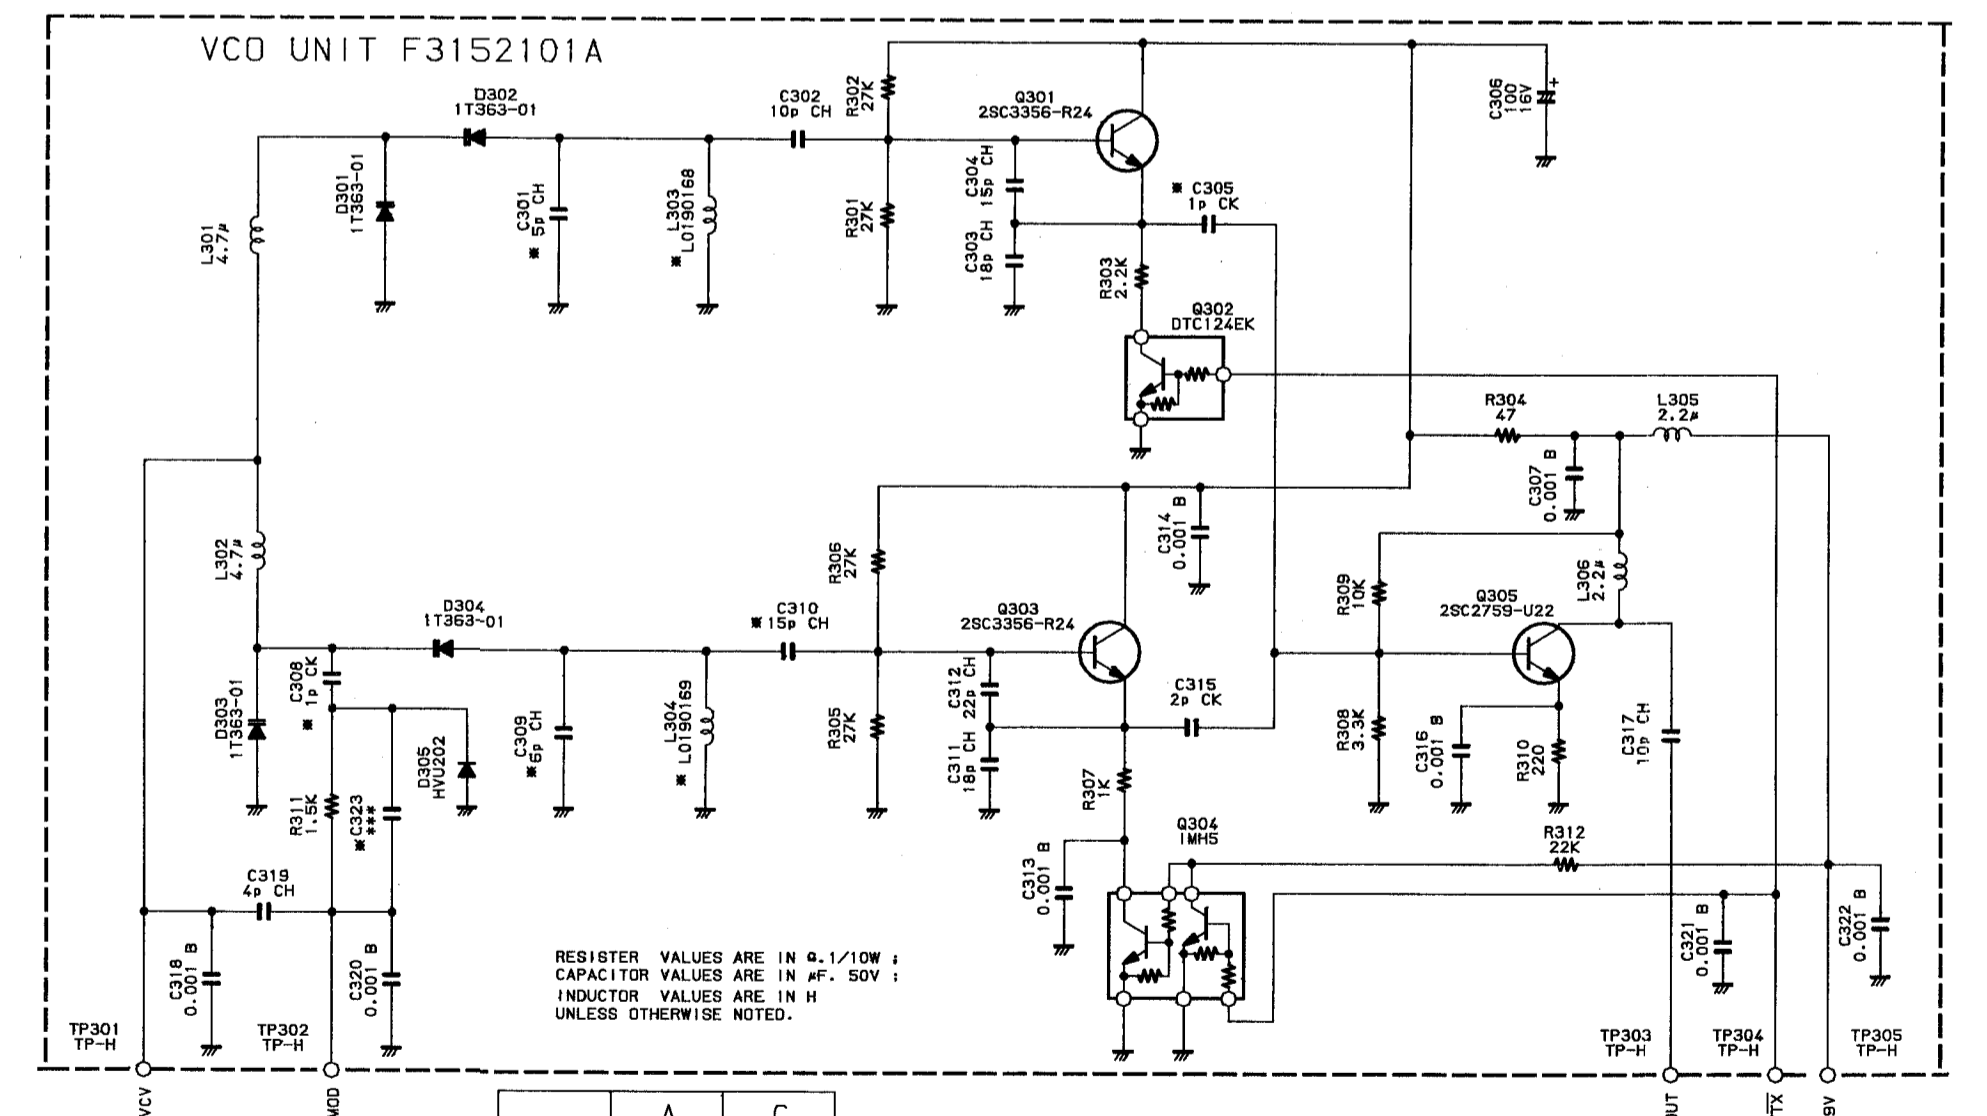 VCO UNIT F3152101A
D302
1T363-01
C302
10p CH
R302
27K
Q301
2SC3356-R24
C306
100
16V
+
D301
1T363-01
L301
4.7μ
※ C301
5p CH
※ L303
L0190168
R301
27K
C304
15p CH
C303
18p CH
※ C305
1p CK
R303
2.2K
Q302
DTC124EK
R304
47
L305
2.2μ
C307
0.001 B
L302
4.7μ
R306
27K
C314
0.001 B
R309
10K
L306
2.2μ
D304
1T363-01
C310
※15p CH
Q303
2SC3356-R24
Q305
2SC2759-U22
D303
1T363-01
C308
※ 1p CK
C309
※6p CH
L304
※ L0190169
R305
27K
C312
22p CH
C311
18p CH
C315
2p CK
R308
3.3K
C316
0.001 B
R310
220
C317
10p CH
D305
HVU202
R311
1.5K
※C323
***
R307
1K
Q304
IMH5
R312
22K
C313
0.001 B
C319
4p CH
C318
0.001 B
C320
0.001 B
C321
0.001 B
C322
0.001 B
RESISTER VALUES ARE IN Ω.1/10W ;
CAPACITOR VALUES ARE IN μF. 50V ;
INDUCTOR VALUES ARE IN H
UNLESS OTHERWISE NOTED.
TP301
TP-H
TP302
TP-H
TP303
TP-H
TP304
TP-H
TP305
TP-H
VCV
MOD
UT
TX
9V
A
C